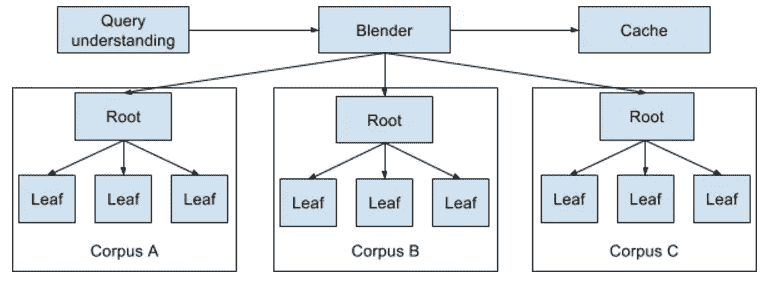 Query
understanding
Blender
Cache
Root
Root
Root
Leaf
Leaf
Leaf
Leaf
Leaf
Leaf
Leaf
Leaf
Leaf
Corpus A
Corpus B
Corpus C